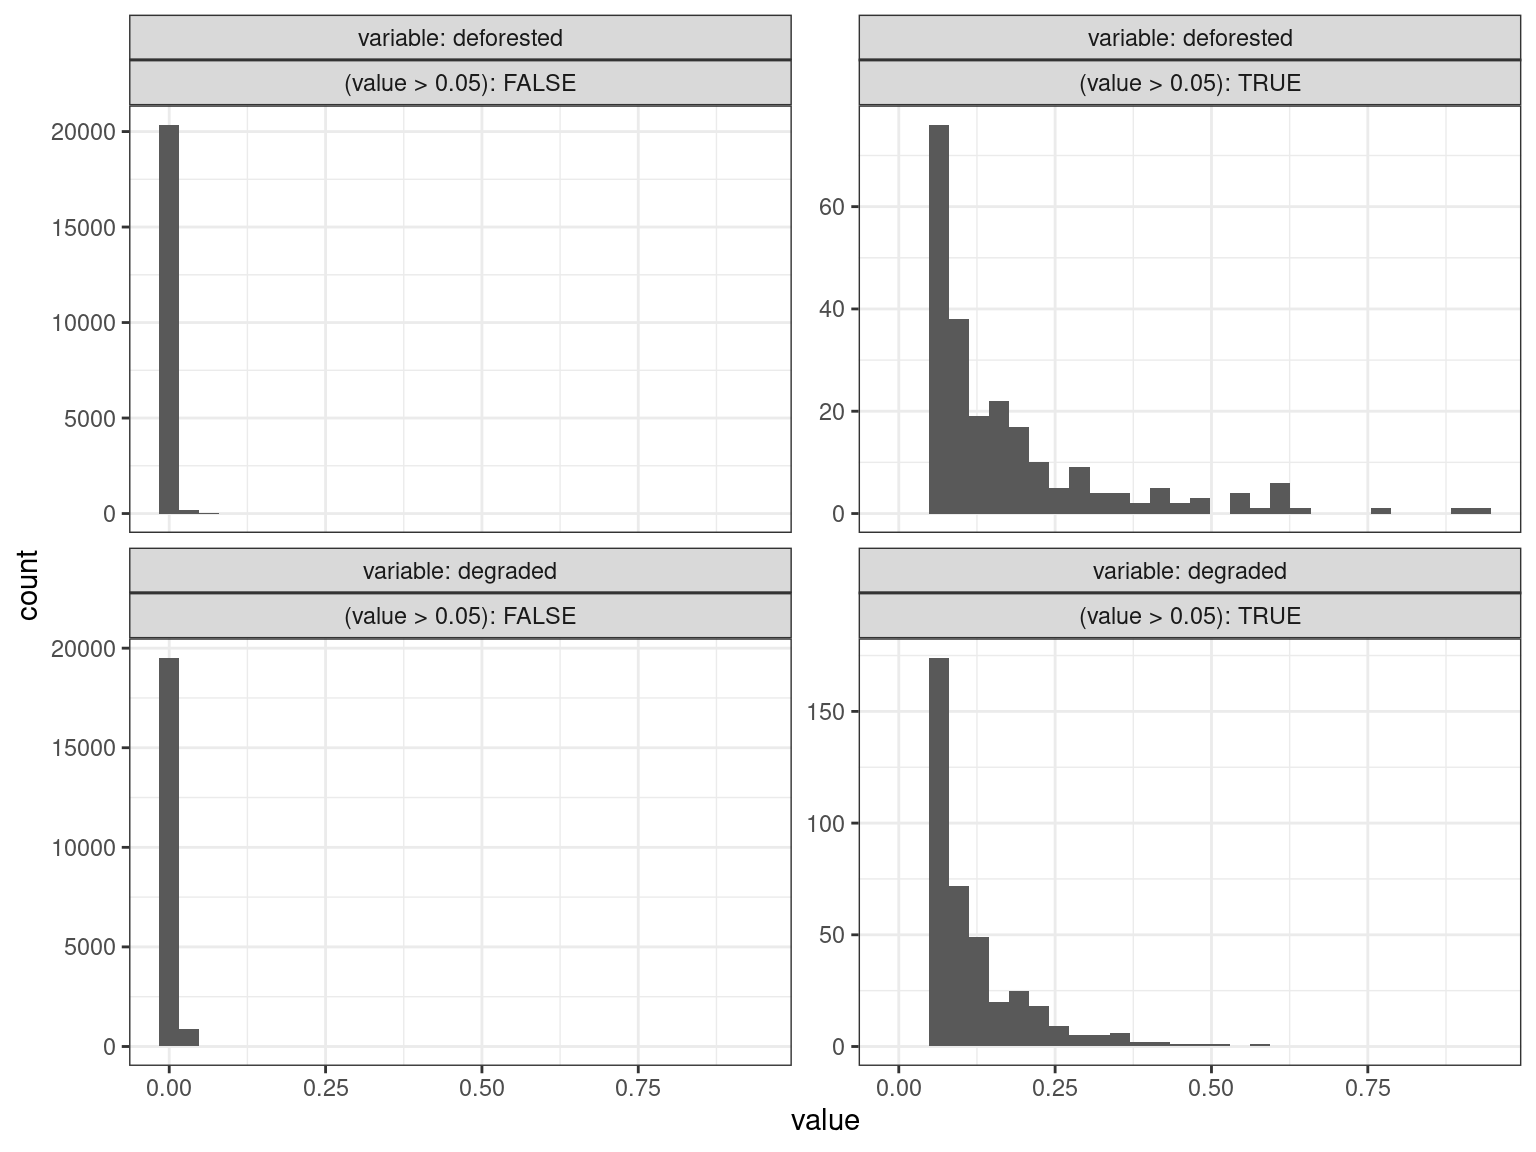 variable: deforested
(value > 0.05): FALSE
variable: deforested
(value > 0.05): TRUE
20000
15000
10000
5000
0
60
40
20
0
count
variable: degraded
(value > 0.05): FALSE
variable: degraded
(value > 0.05): TRUE
20000
15000
10000
5000
0
150
100
50
0
0.00 0.25 0.50 0.75
0.00 0.25 0.50 0.75
value